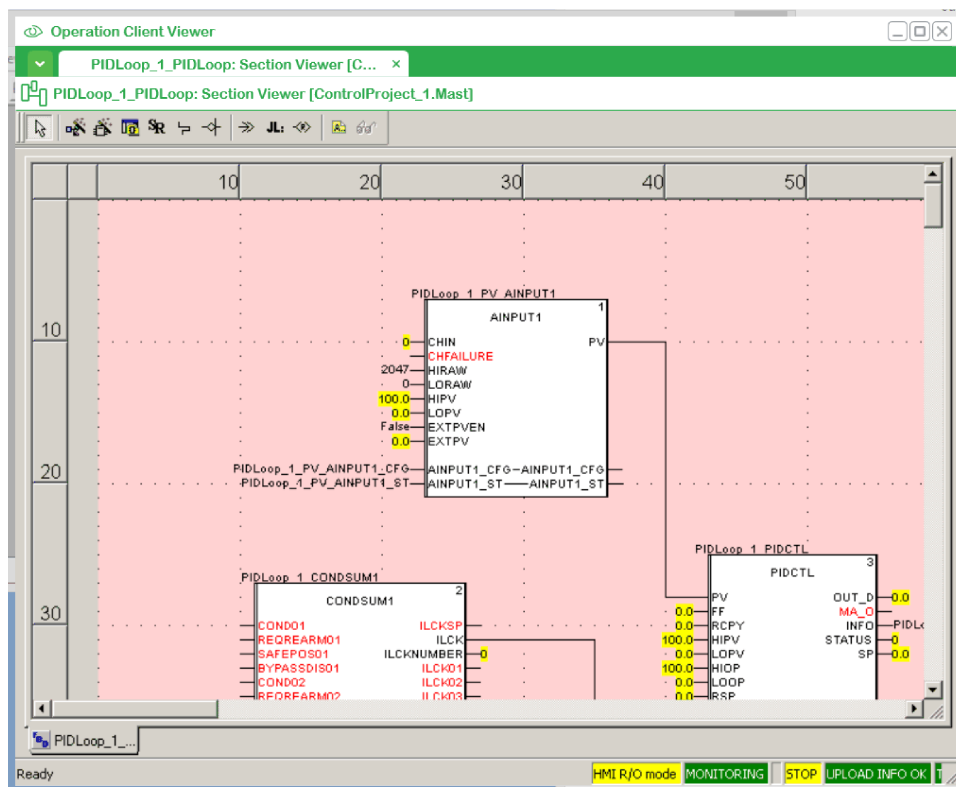 Operation Client Viewer
PIDLoop_1_PIDLoop: Section Viewer [C... ×
PIDLoop_1_PIDLoop: Section Viewer [ControlProject_1.Mast]
SR JL:
10 20 30 40 50
PIDLoop_1_PV_AINPUT1
AINPUT1 1
10
0 CHIN PV
CHFAILURE
2047 HIRAW
0 LORAW
100.0 HIPV
0.0 LOPV
False EXTPVEN
0.0 EXTPV
20
PIDLoop_1_PV_AINPUT1_CFG AINPUT1_CFG—AINPUT1_CFG
PIDLoop_1_PV_AINPUT1_ST AINPUT1_ST—AINPUT1_ST
PIDLoop_1_PIDCTL
PIDCTL 3
PIDLoop_1_CONDSUM1
CONDSUM1 2
PV OUT_D 0.0
30
0.0 FF MA_O
COND01 ILCKSP
0.0 RCPY INFO PIDL
REQREARM01 ILCK
100.0 HIPV STATUS 0
SAFEPOS01 ILCKNUMBER 0
0.0 LOPV SP 0.0
BYPASSDIS01 ILCK01
100.0 HIOP
COND02 ILCK02
0.0 LOOP
REQREARM02 ILCK03
0.0 RSP
PIDLoop_1_...
Ready HMI R/O mode MONITORING STOP UPLOAD INFO OK